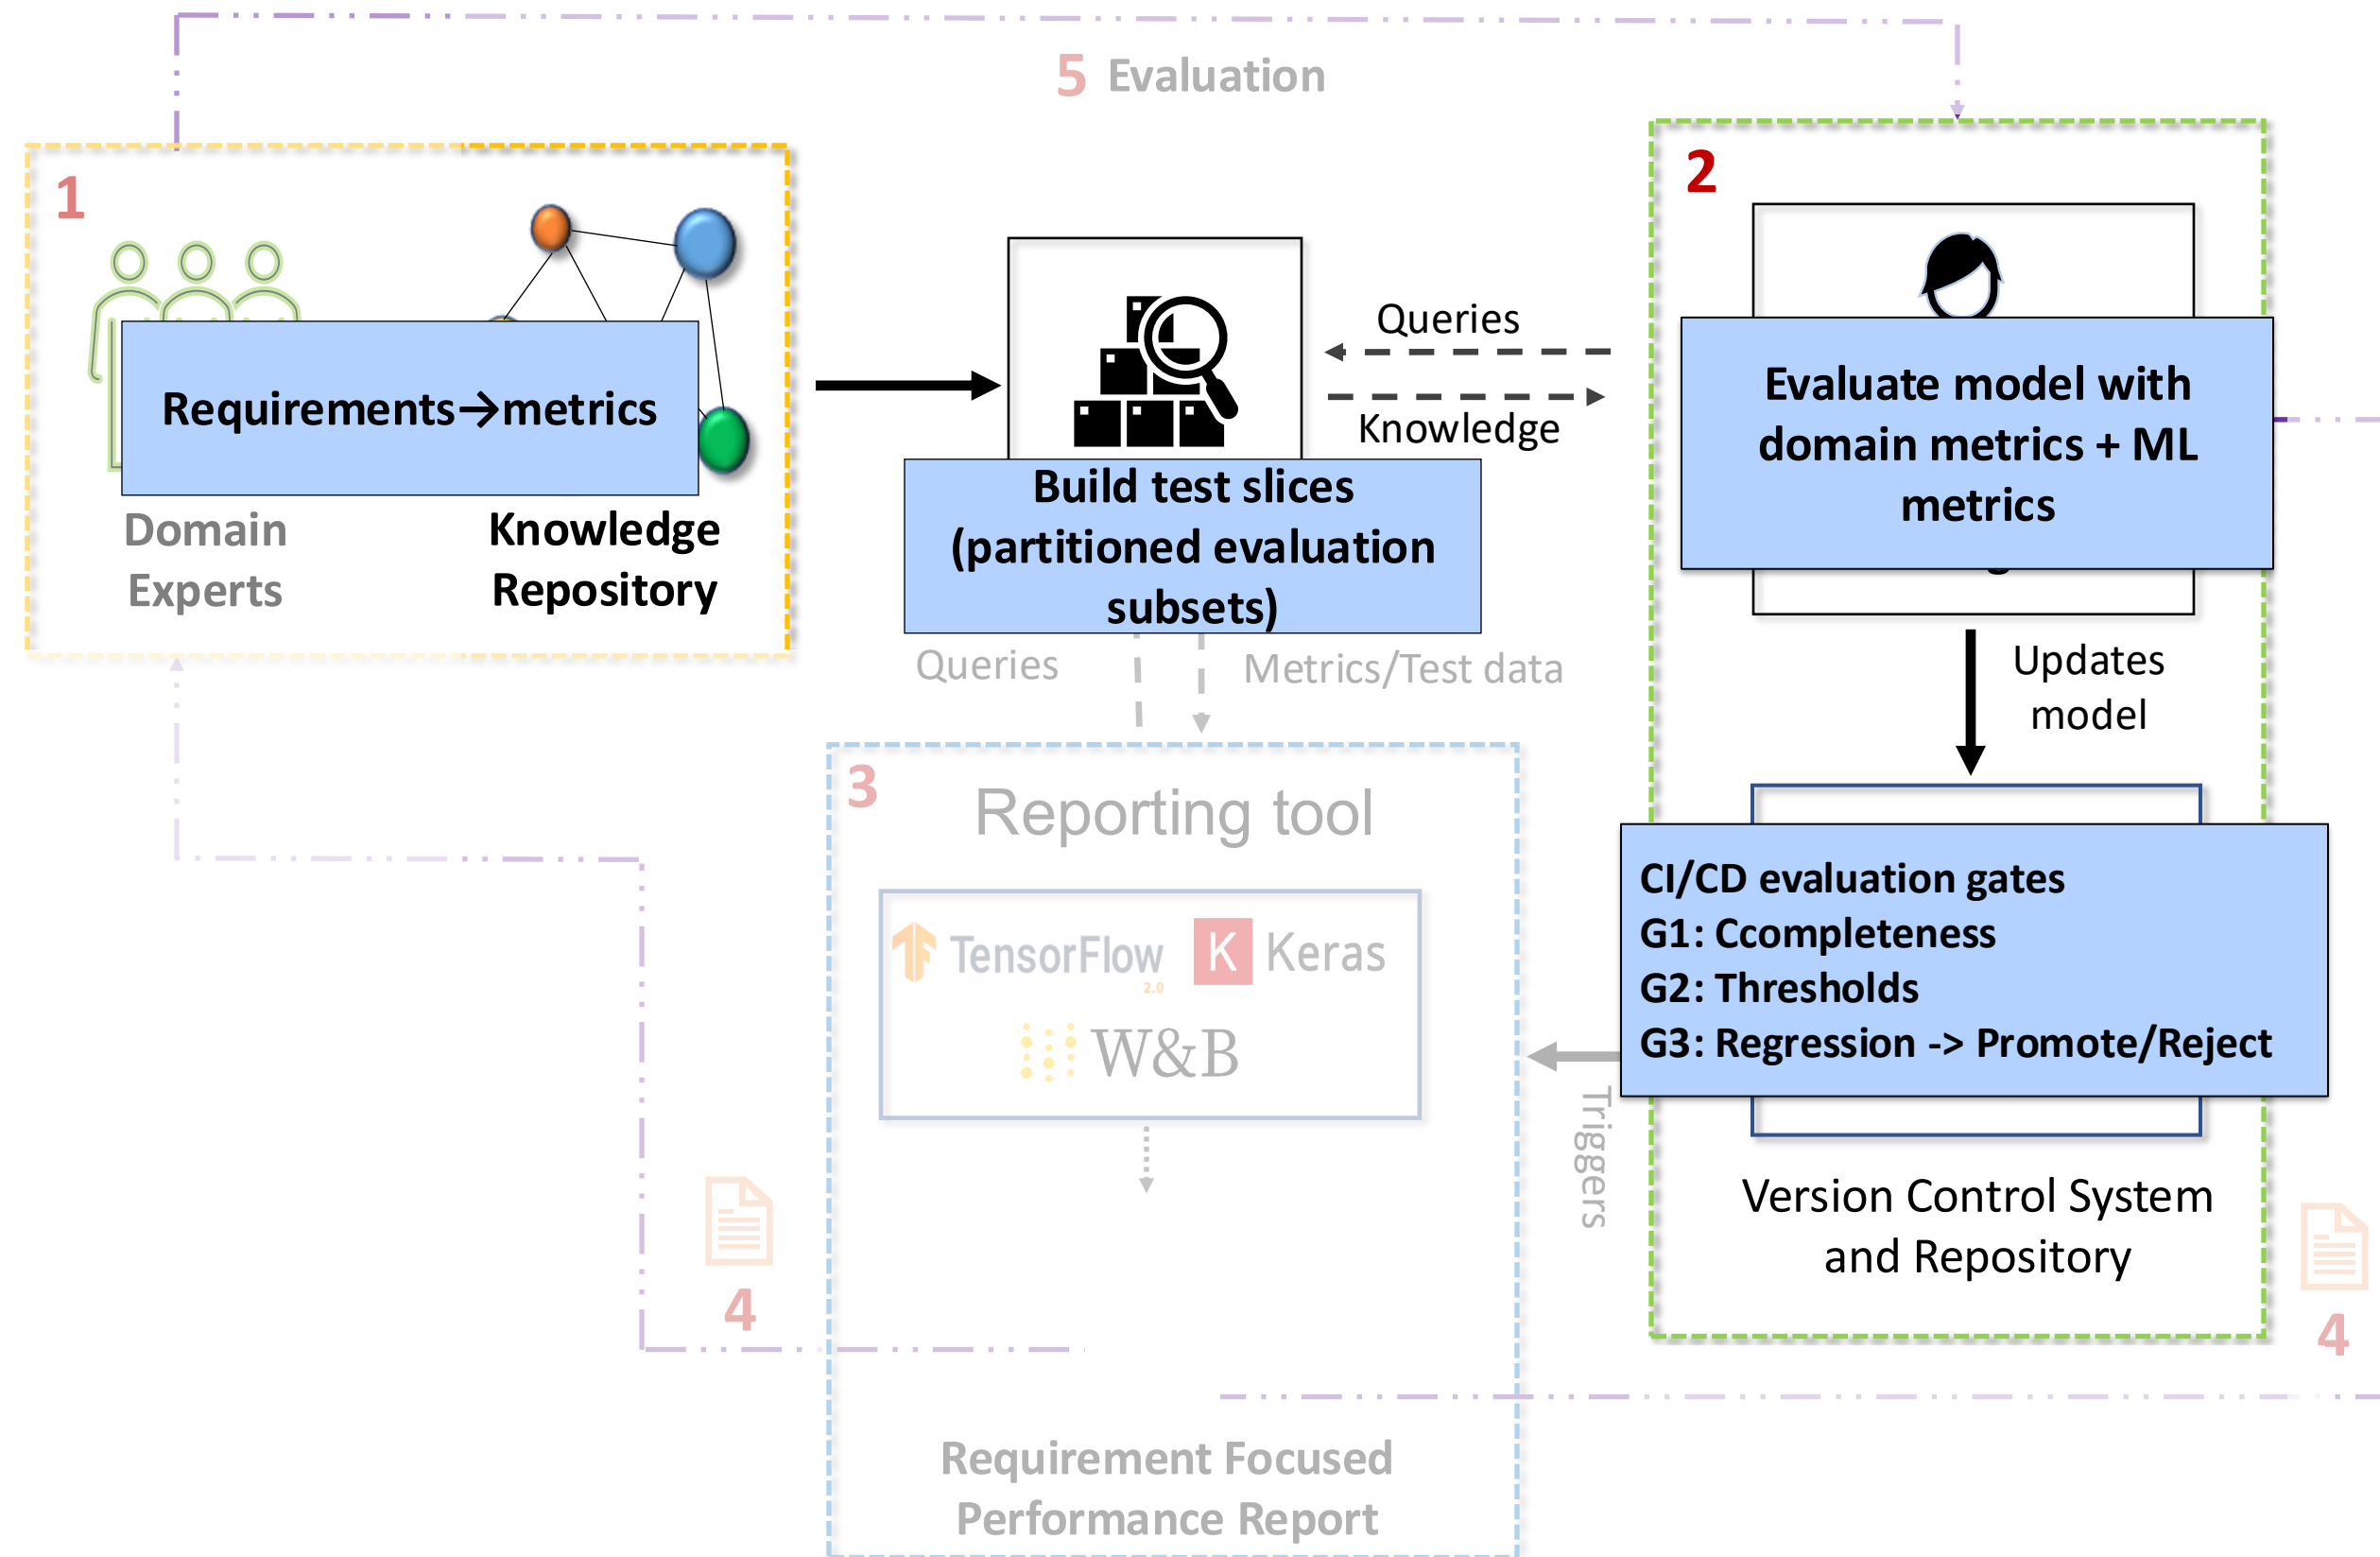 5 Evaluation
1
Requirements→metrics
Domain
Experts
Knowledge
Repository
Build test slices
(partitioned evaluation
subsets)
Queries
Knowledge
2
Evaluate model with
domain metrics + ML
metrics
Updates
model
CI/CD evaluation gates
G1: Ccompleteness
G2: Thresholds
G3: Regression -> Promote/Reject
Version Control System
and Repository
Triggers
Queries
Metrics/Test data
3
Reporting tool
TensorFlow
2.0
K Keras
W&B
Requirement Focused
Performance Report
4
4